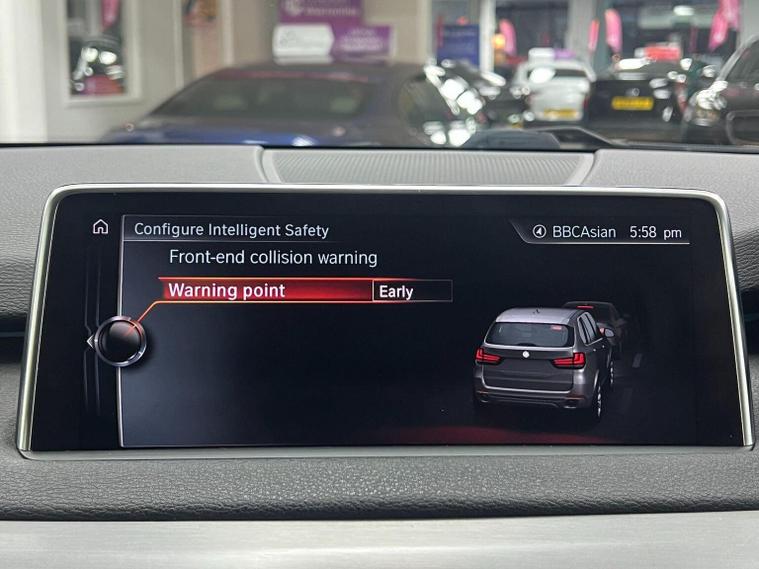 Configure Intelligent Safety
BBCAsian 5:58 pm
Front-end collision warning
Warning point Early